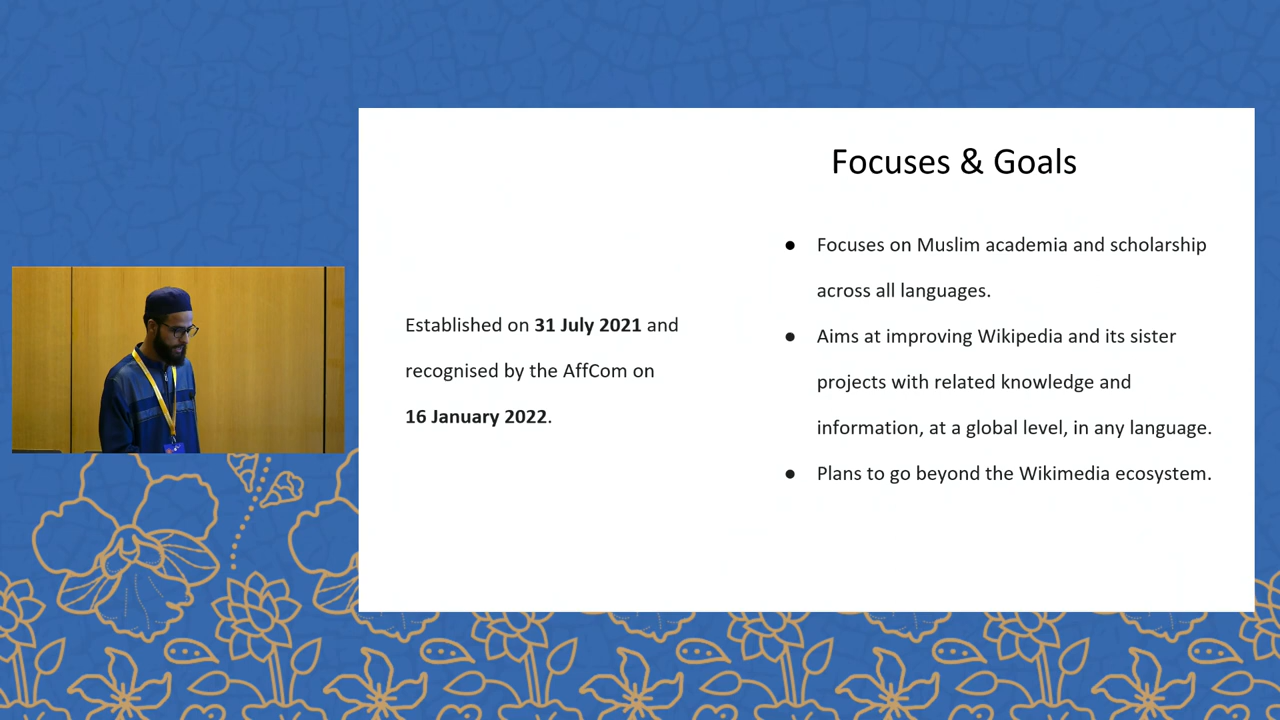 Established on 31 July 2021 and
recognised by the AffCom on
16 January 2022.
Focuses & Goals
● Focuses on Muslim academia and scholarship
across all languages.
● Aims at improving Wikipedia and its sister
projects with related knowledge and
information, at a global level, in any language.
● Plans to go beyond the Wikimedia ecosystem.